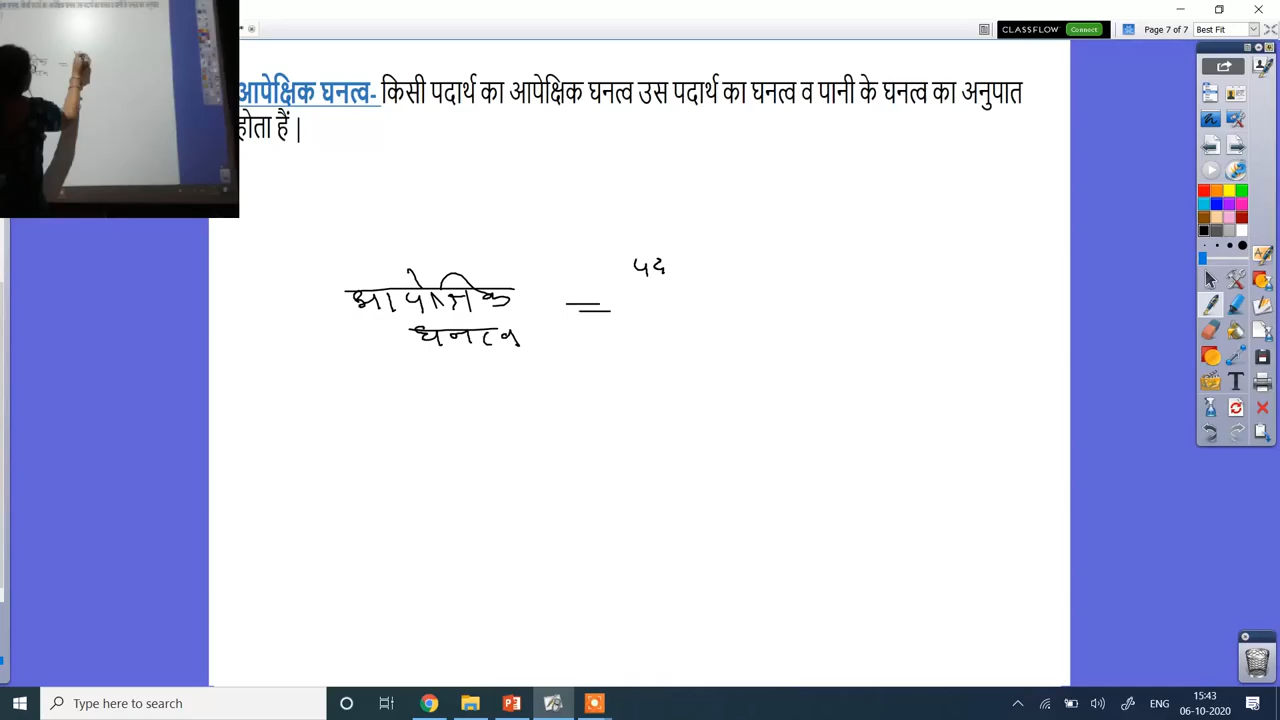 CLASSFLOW Connect Page 7 of 7 Best Fit
आपेक्षिक घनत्व- किसी पदार्थ का आपेक्षिक घनत्व उस पदार्थ का घनत्व व पानी के घनत्व का अनुपात
होता हैं |
आपेक्षिक = पद
घनत्व
Type here to search ENG 15:43
06-10-2020